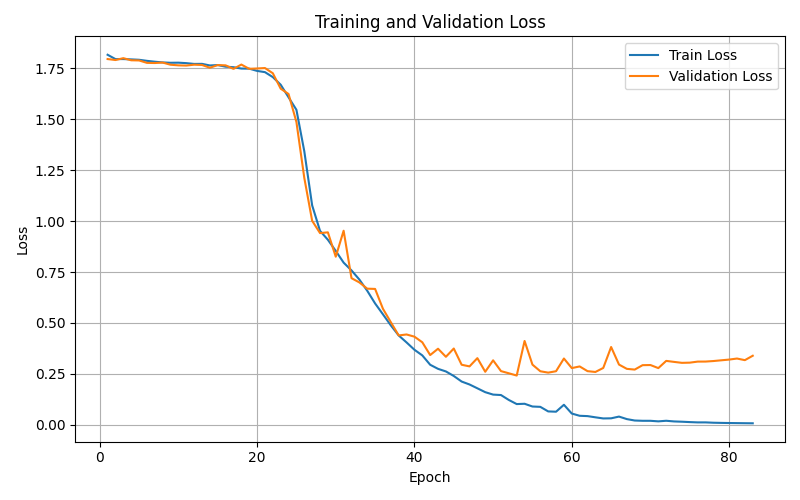 Training and Validation Loss
Train Loss
Validation Loss
1.75
1.50
1.25
1.00
0.75
0.50
0.25
0.00
Loss
0
20
40
60
80
Epoch